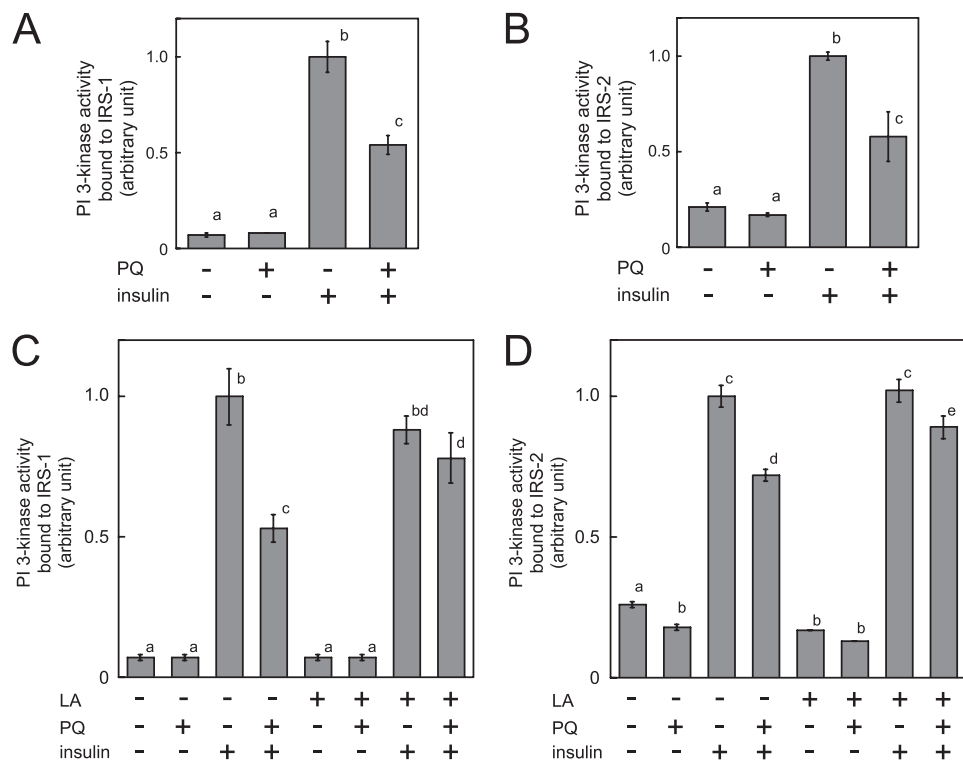 A
PI 3-kinase activity
bound to IRS-1
(arbitrary unit)
1.0
0.5
0
a
a
b
c
PQ - + - +
insulin - - + +
B
PI 3-kinase activity
bound to IRS-2
(arbitrary unit)
1.0
0.5
0
a
a
b
c
PQ - + - +
insulin - - + +
C
PI 3-kinase activity
bound to IRS-1
(arbitrary unit)
1.0
0.5
0
a
a
b
c
a
a
bd
d
LA - - - - + + + +
PQ - + - + - + - +
insulin - - + + - - + +
D
PI 3-kinase activity
bound to IRS-2
(arbitrary unit)
1.0
0.5
0
a
b
c
d
b
b
c
e
LA - - - - + + + +
PQ - + - + - + - +
insulin - - + + - - + +